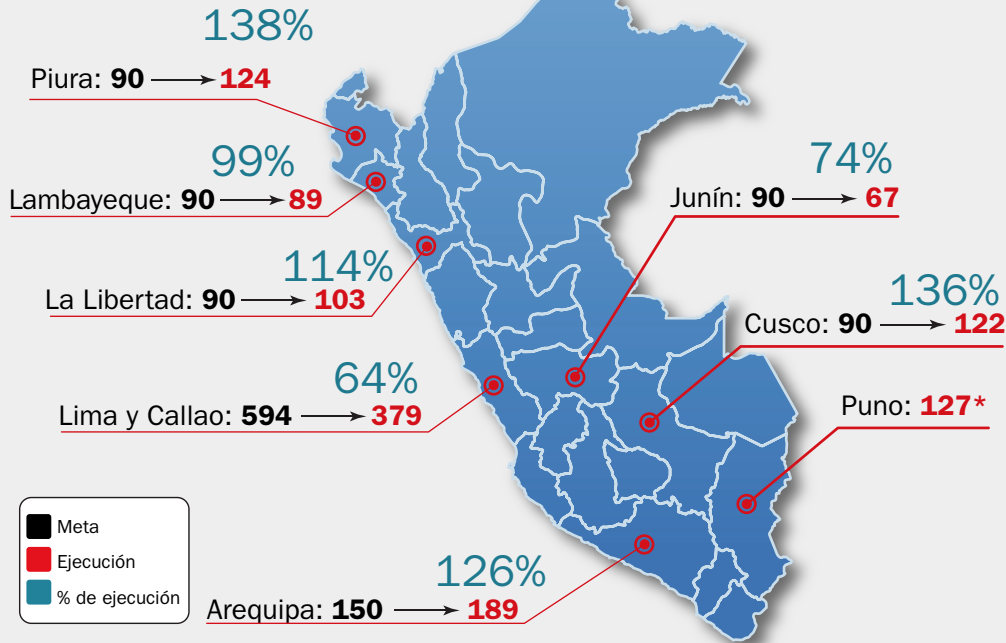 138%
Piura: 90 → 124
99%
Lambayeque: 90 → 89
114%
La Libertad: 90 → 103
64%
Lima y Callao: 594 → 379
74%
Junín: 90 → 67
136%
Cusco: 90 → 122
Puno: 127*
126%
Arequipa: 150 → 189
Meta
Ejecución
% de ejecución